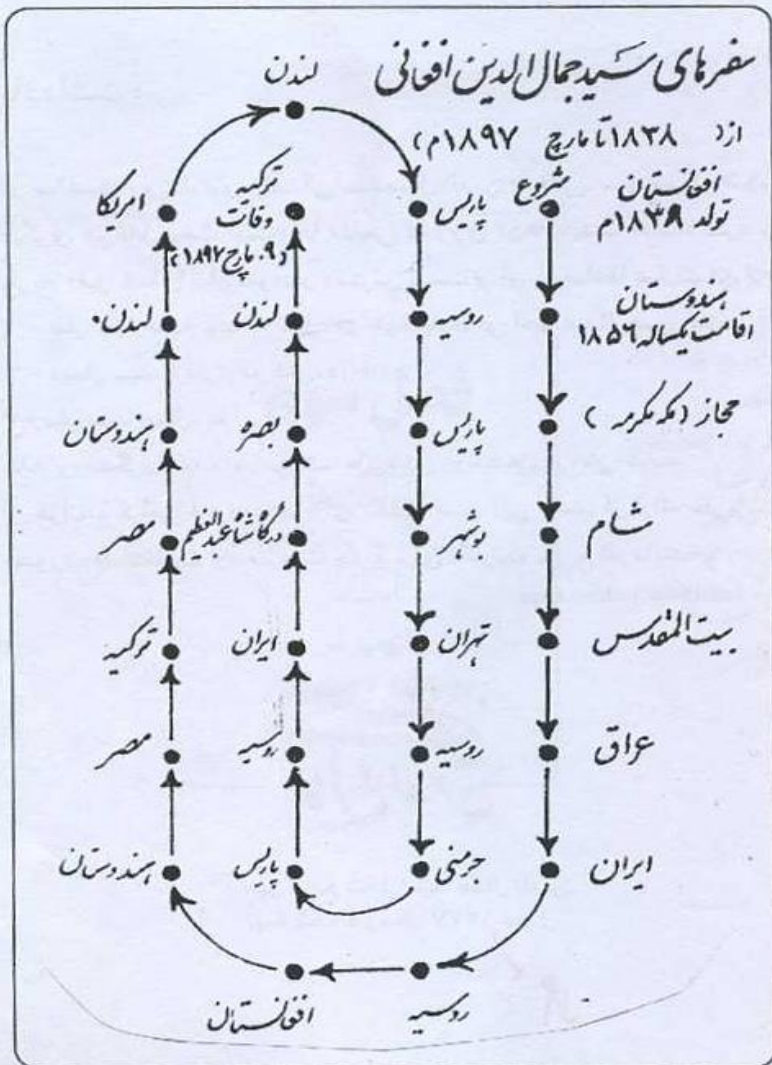 سفرهای سید جمال الدین افغانی
از (۱۸۳۸ تا مارچ ۱۸۹۷م)
شروع
افغانستان
تولد ۱۸۳۸م
هندوستان
اقامت یکساله ۱۸۵۶
حجاز (مکه مکرمه)
شام
بیت المقدس
عراق
ایران
روسیه
افغانستان
هندوستان
مصر
ترکیه
مصر
هندوستان
لندن
امریکا
لندن
پاریس
روسیه
پاریس
بوشهر
تهران
روسیه
جرمنی
پاریس
روسیه
ایران
درگاه شاه عبدالعظیم
بصره
لندن
ترکیه
وفات
(۹ مارچ ۱۸۹۷)